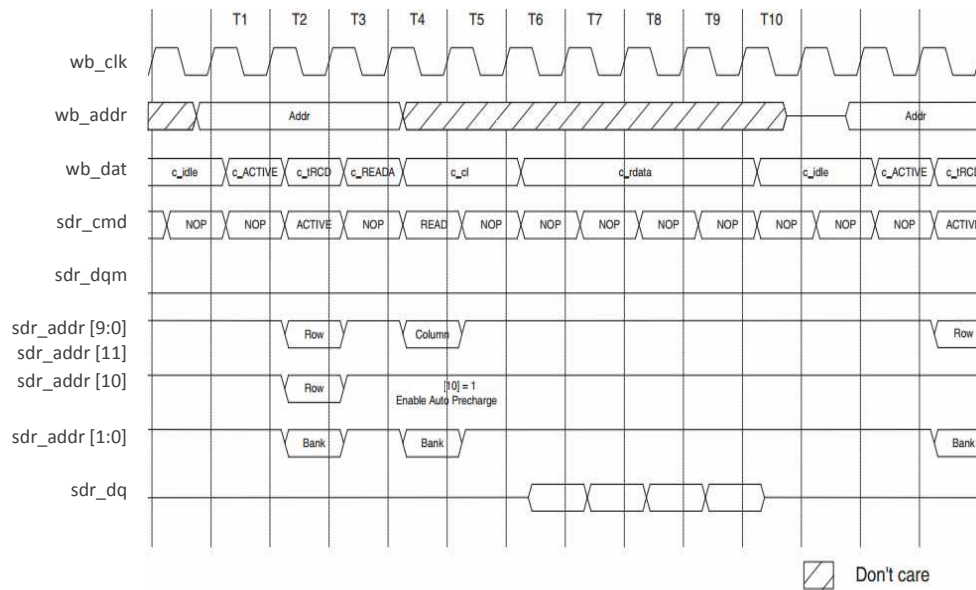 T1 T2 T3 T4 T5 T6 T7 T8 T9 T10
wb_clk
wb_addr Addr Addr
wb_dat c_idle c_ACTIVE c_tRCD c_READA c_cl c_rdata c_idle c_ACTIVE c_tRCD
sdr_cmd NOP NOP ACTIVE NOP READ NOP NOP NOP NOP NOP NOP NOP NOP ACTIVE
sdr_dqm
sdr_addr [9:0] Row Column Row
sdr_addr [11]
sdr_addr [10] Row [10] = 1
Enable Auto Precharge
sdr_addr [1:0] Bank Bank Bank
sdr_dq
Don't care